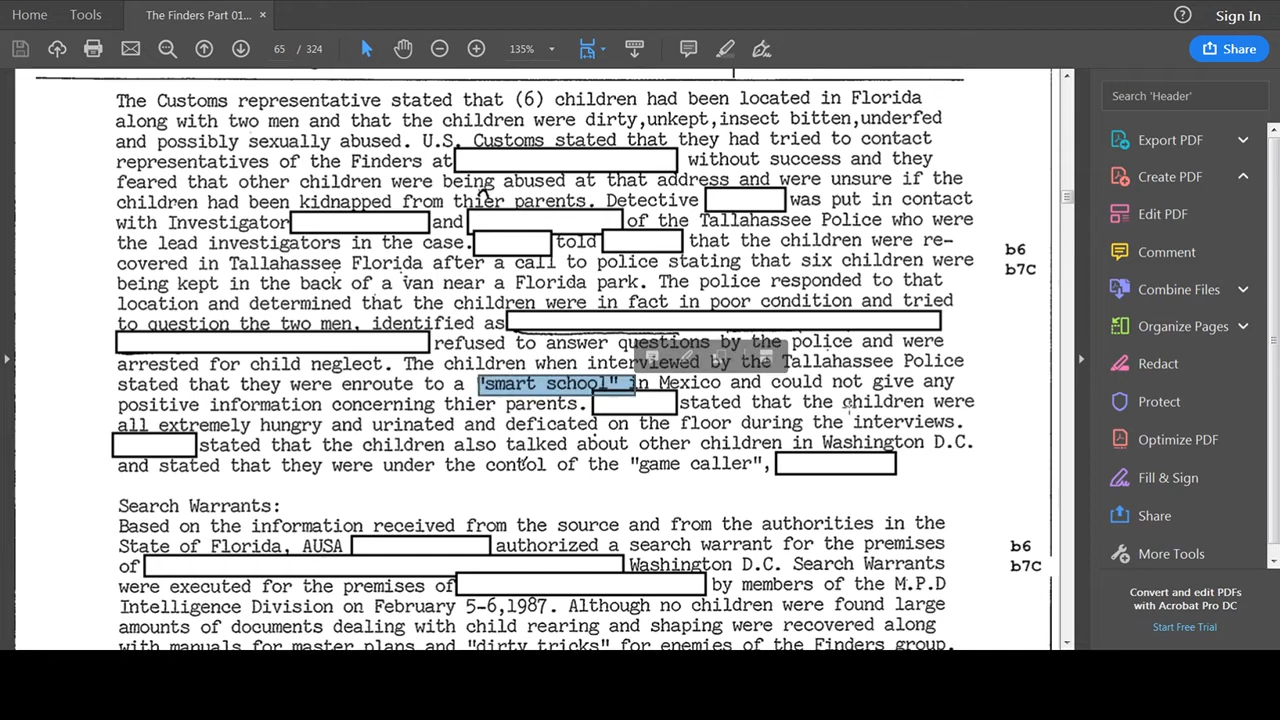 Home Tools The Finders Part 01... × Sign In
65 / 324 135% Share
The Customs representative stated that (6) children had been located in Florida
along with two men and that the children were dirty,unkept,insect bitten,underfed
and possibly sexually abused. U.S. Customs stated that they had tried to contact
representatives of the Finders at without success and they
feared that other children were being abused at that address and were unsure if the
children had been kidnapped from thier parents. Detective was put in contact
with Investigator and of the Tallahassee Police who were
the lead investigators in the case. told that the children were re-
covered in Tallahassee Florida after a call to police stating that six children were
being kept in the back of a van near a Florida park. The police responded to that
location and determined that the children were in fact in poor condition and tried
to question the two men, identified as
refused to answer questions by the police and were
arrested for child neglect. The children when interviewed by the Tallahassee Police
stated that they were enroute to a "smart school" in Mexico and could not give any
positive information concerning thier parents. stated that the children were
all extremely hungry and urinated and deficated on the floor during the interviews.
stated that the children also talked about other children in Washington D.C.
and stated that they were under the control of the "game caller",
b6
b7C
Search Warrants:
Based on the information received from the source and from the authorities in the
State of Florida, AUSA authorized a search warrant for the premises
of Washington D.C. Search Warrants
were executed for the premises of by members of the M.P.D
Intelligence Division on February 5-6,1987. Although no children were found large
amounts of documents dealing with child rearing and shaping were recovered along
with manuals for master plans and "dirty tricks" for enemies of the Finders group.
b6
b7C
Search 'Header'
Export PDF
Create PDF
Edit PDF
Comment
Combine Files
Organize Pages
Redact
Protect
Optimize PDF
Fill & Sign
Share
More Tools
Convert and edit PDFs
with Acrobat Pro DC
Start Free Trial